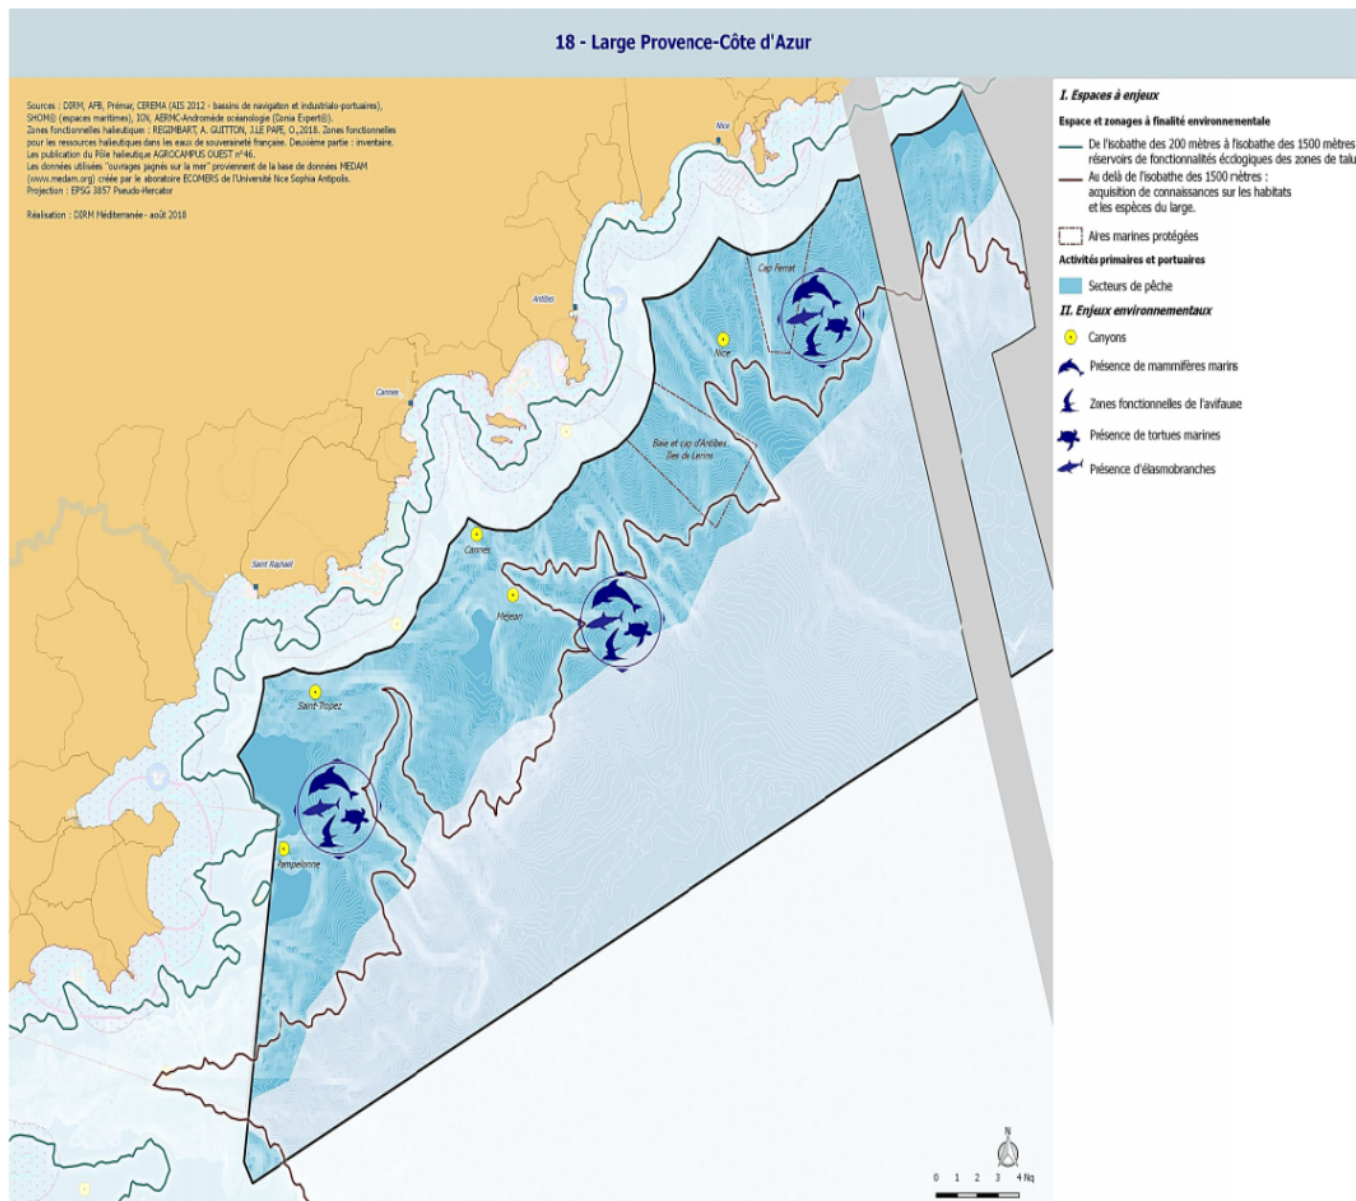 18 - Large Provence-Côte d'Azur
Sources : DIRM, AFB, Prémar, CEREMA (AIS 2012 - bassins de navigaton et industrialo-portuaires),
SHOM® (espaces maritimes), IGN, AERMC-Andromède océanologie (Donia Expert®).
Zones fonctionnelles halieutiques : REGIMBART, A. GUITTON, J.LE PAPE, O.,2018. Zones fonctionnelles
pour les ressources halieutiques dans les eaux de souveraineté française. Deuxième partie : inventaire.
Les publication du Pôle halieutique AGROCAMPUS OUEST n°46.
Les données utilisées "ouvrages gagnés sur la mer" proviennent de la base de données MEDAM
(www.medam.org) créée par le aboratoire ECOMERS de l'Université Nice Sophia Antipolis.
Projection : EPSG 3857 Pseudo-Mercator
Réalisation : DIRM Méditerranée - août 2018
Nice
Antibes
Cannes
Saint Raphaël
Cap Ferrat
Nice
Baie et cap d'Antibes
Îles de Lerins
Cannes
Méjean
Saint-Tropez
Pampelonne
I. Espaces à enjeux
Espace et zonages à finalité environnementale
De l'isobathe des 200 mètres à l'isobathe des 1500 mètres
réservoirs de fonctionnalités écologiques des zones de talu
Au delà de l'isobathe des 1500 mètres :
acquisition de connaissances sur les habitats
et les espèces du large.
Aires marines protégées
Activités primaires et portuaires
Secteurs de pêche
II. Enjeux environnementaux
Canyons
Présence de mammifères marins
Zones fonctionnelles de l'avifaune
Présence de tortues marines
Présence d'élasmobranches
N
0 1 2 3 4 Nq